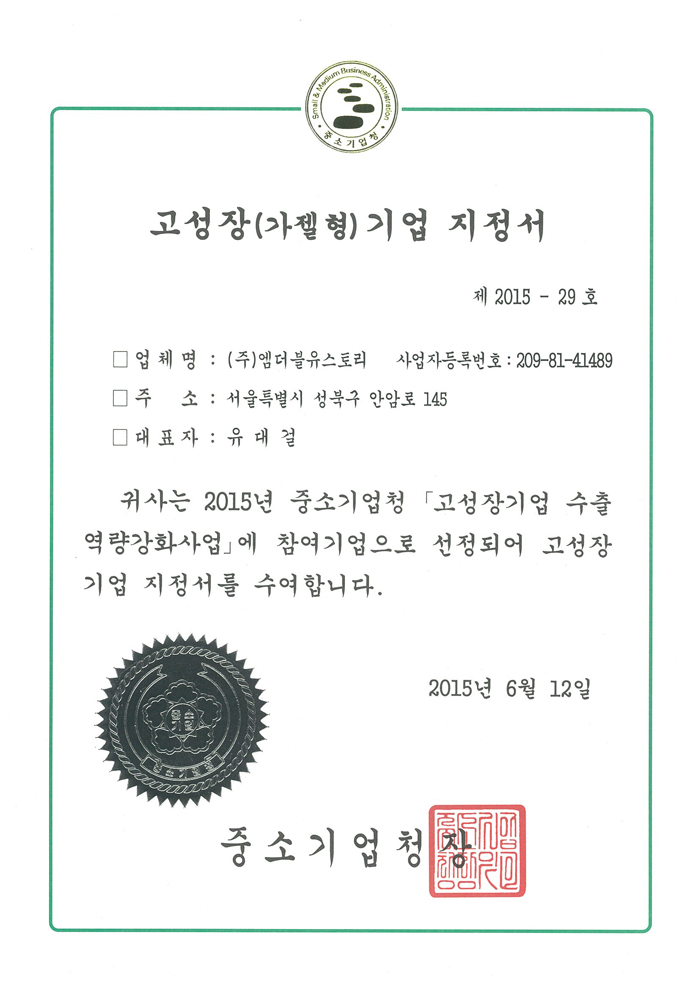 Small & Medium Business Administration
중소기업청
고성장(가젤형)기업 지정서
제 2015 - 29 호
□ 업 체 명 : (주)엠더블유스토리 사업자등록번호 : 209-81-41489
□ 주 소 : 서울특별시 성북구 안암로 145
□ 대 표 자 : 유 대 걸
귀사는 2015년 중소기업청 「고성장기업 수출
역량강화사업」에 참여기업으로 선정되어 고성장
기업 지정서를 수여합니다.
2015년 6월 12일
중소기업청장